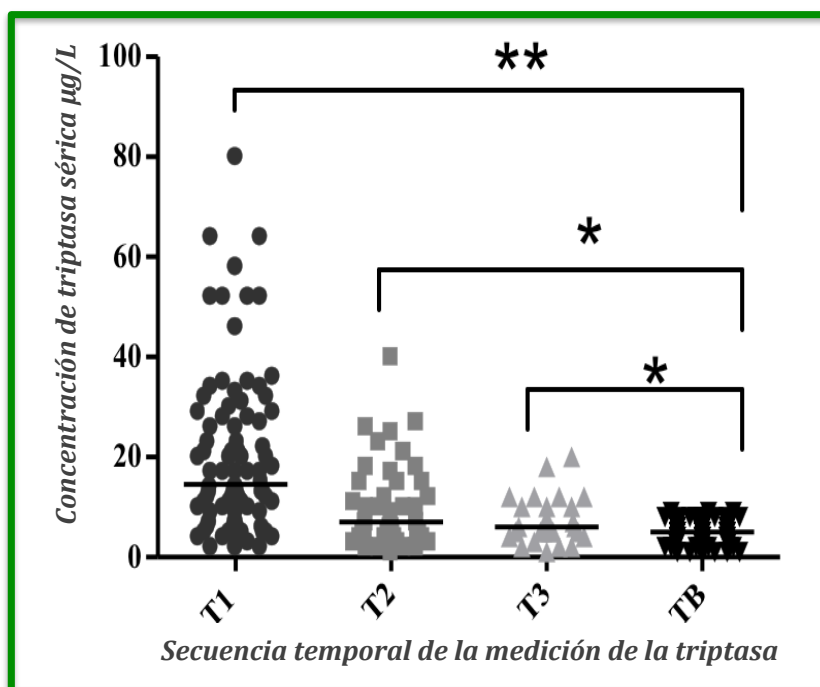 Concentración de triptasa sérica µg/L
100
80
60
40
20
0
**
*
*
T1
T2
T3
TB
Secuencia temporal de la medición de la triptasa